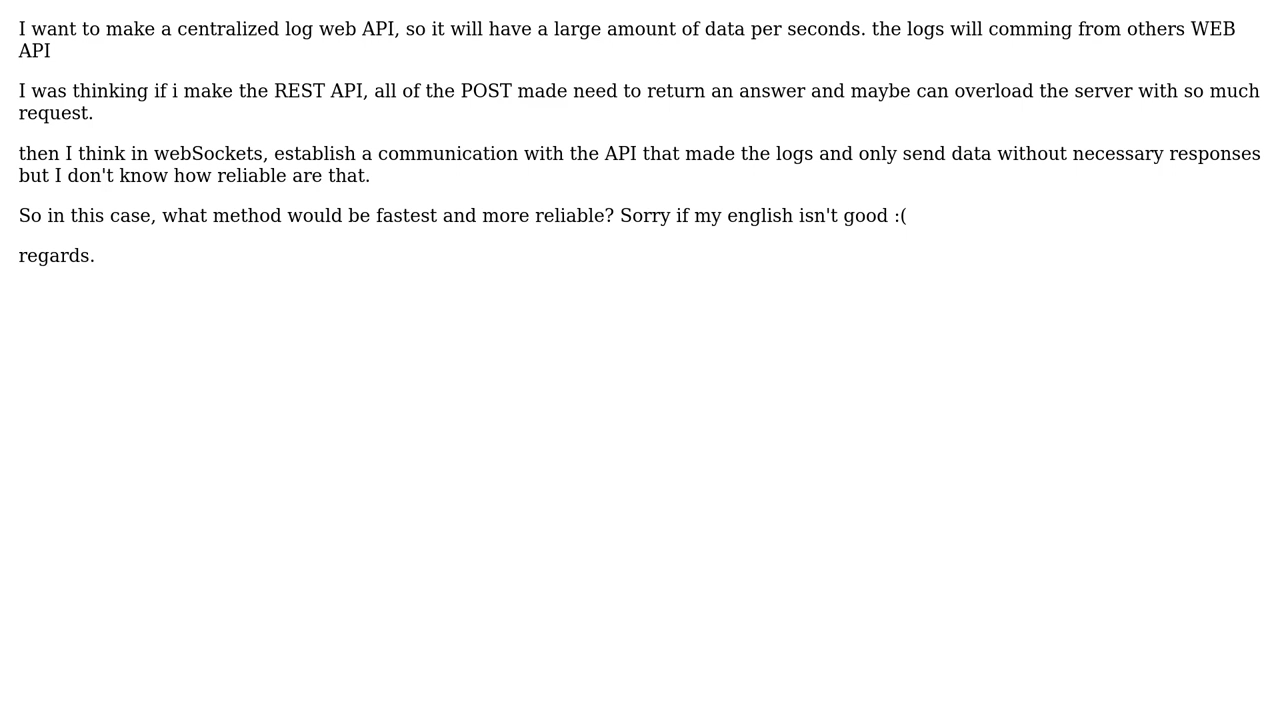 I want to make a centralized log web API, so it will have a large amount of data per seconds. the logs will comming from others WEB
API
I was thinking if i make the REST API, all of the POST made need to return an answer and maybe can overload the server with so much
request.
then I think in webSockets, establish a communication with the API that made the logs and only send data without necessary responses
but I don't know how reliable are that.
So in this case, what method would be fastest and more reliable? Sorry if my english isn't good :(
regards.